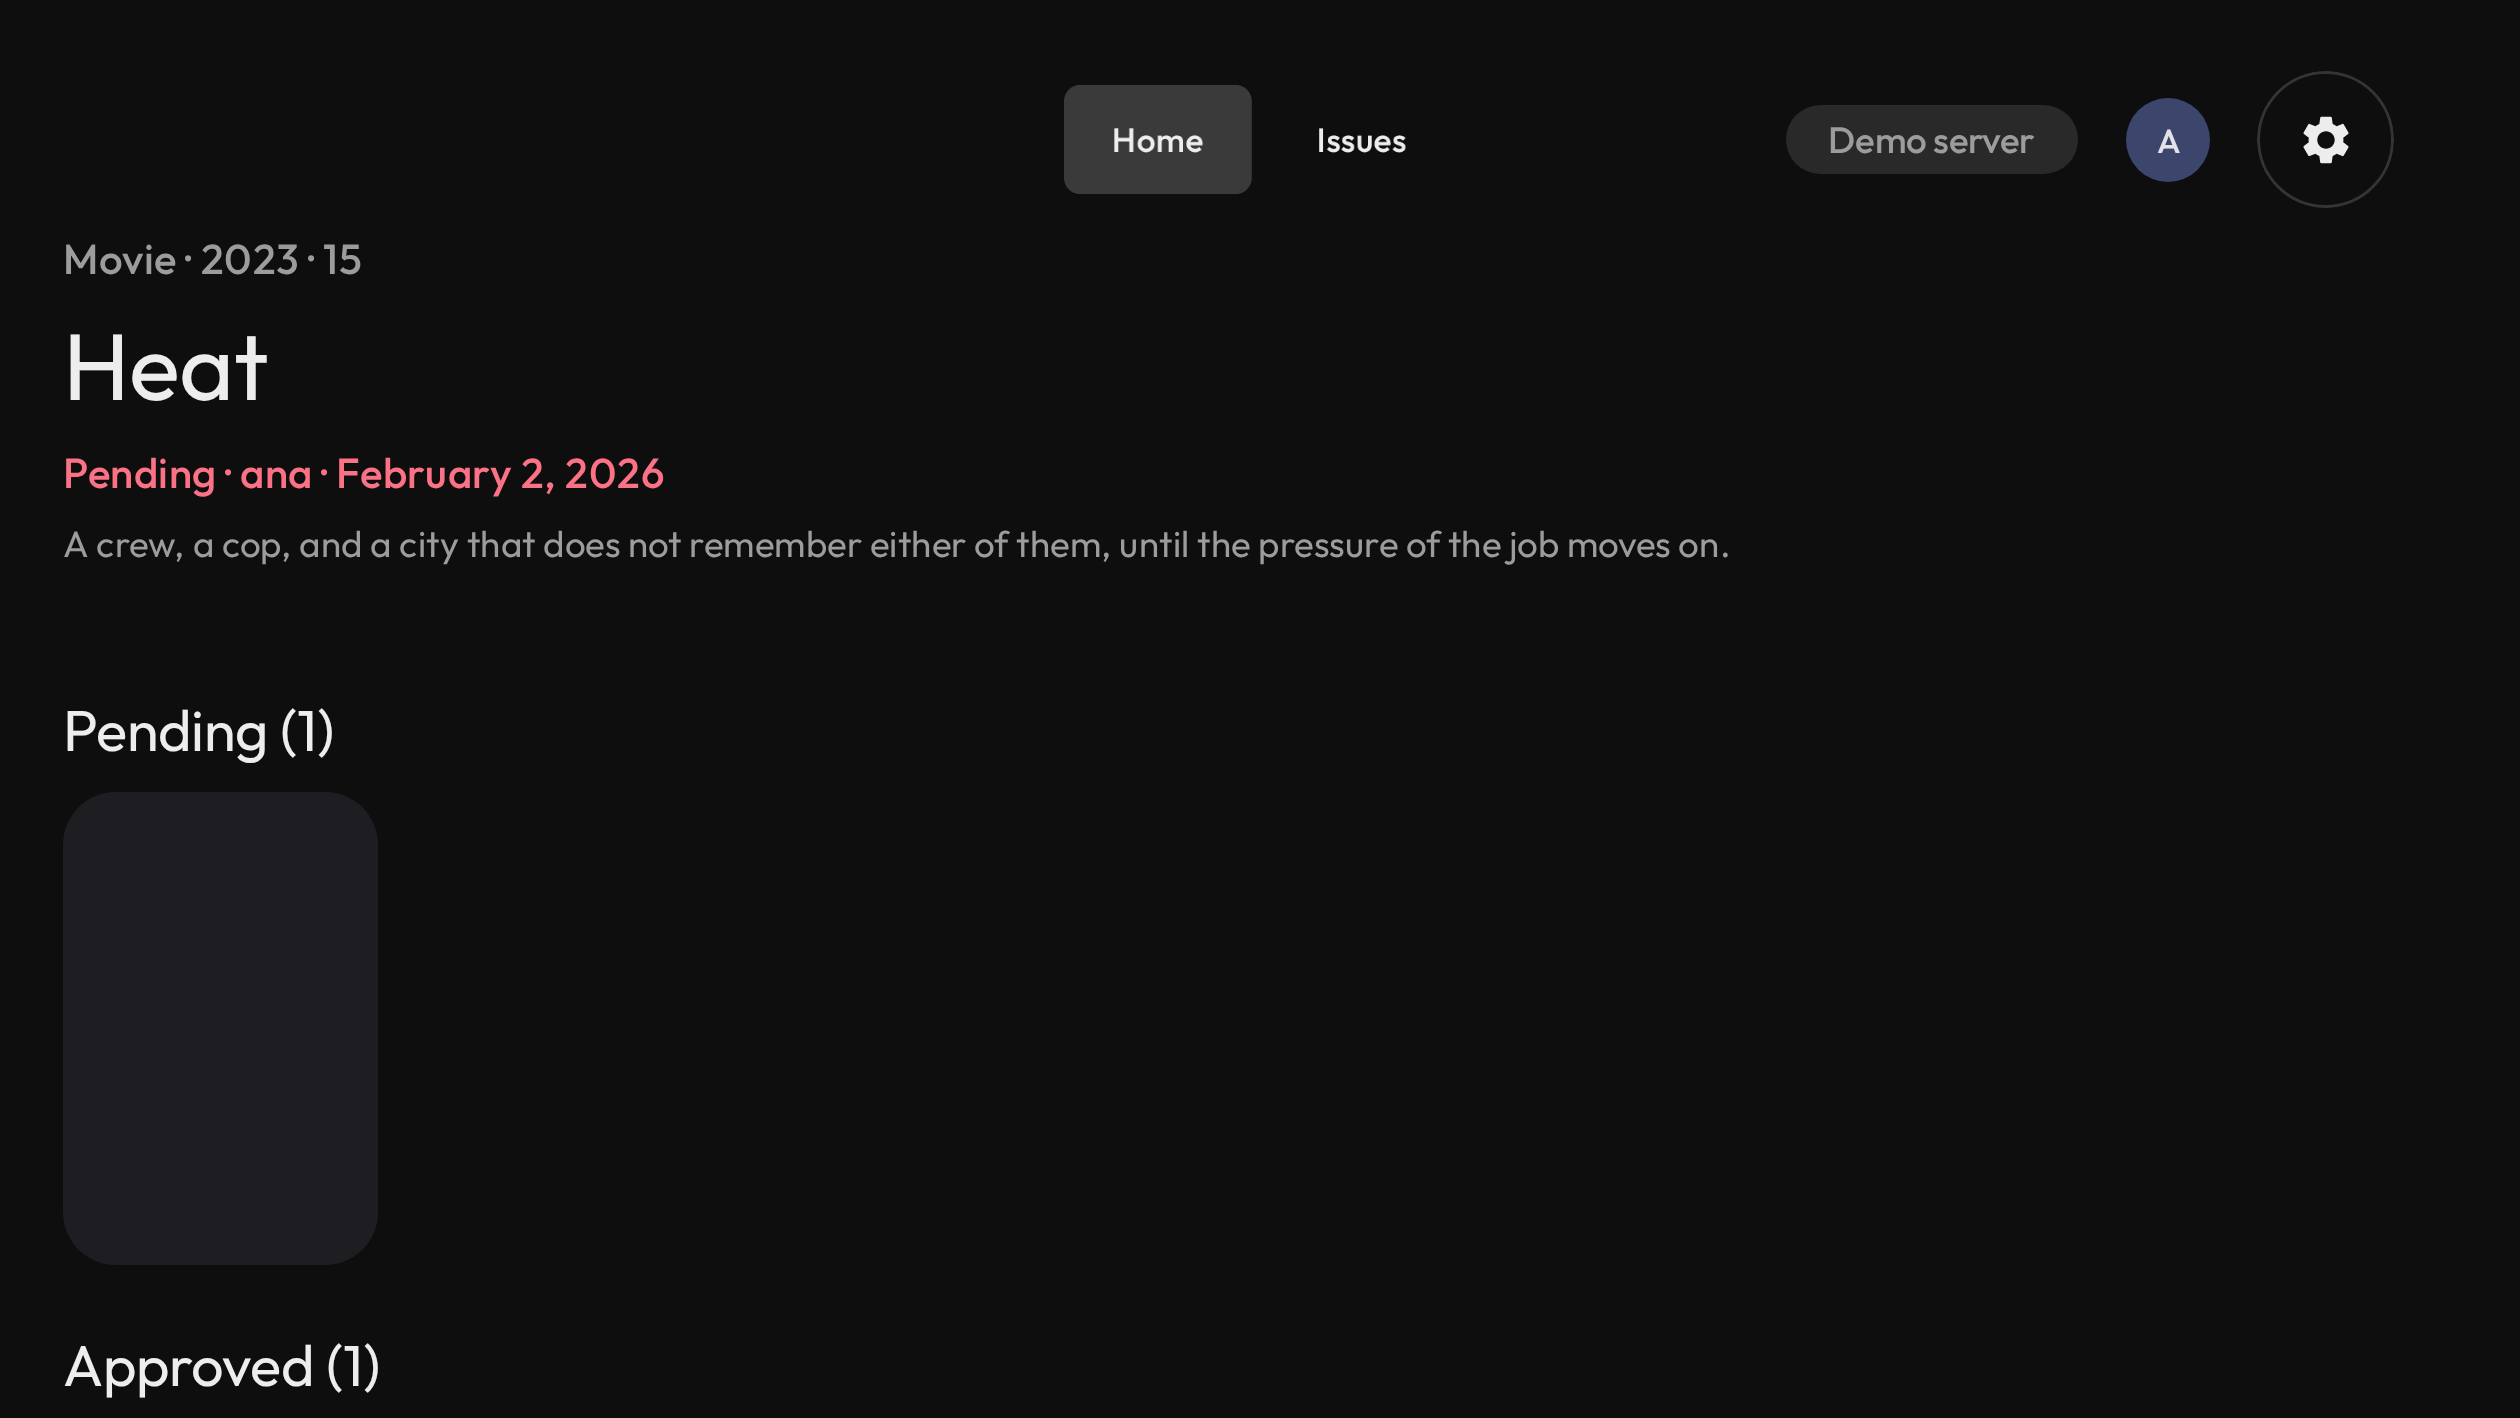 Home Issues Demo server A
Movie · 2023 · 15
Heat
Pending · ana · February 2, 2026
A crew, a cop, and a city that does not remember either of them, until the pressure of the job moves on.
Pending (1)
Approved (1)